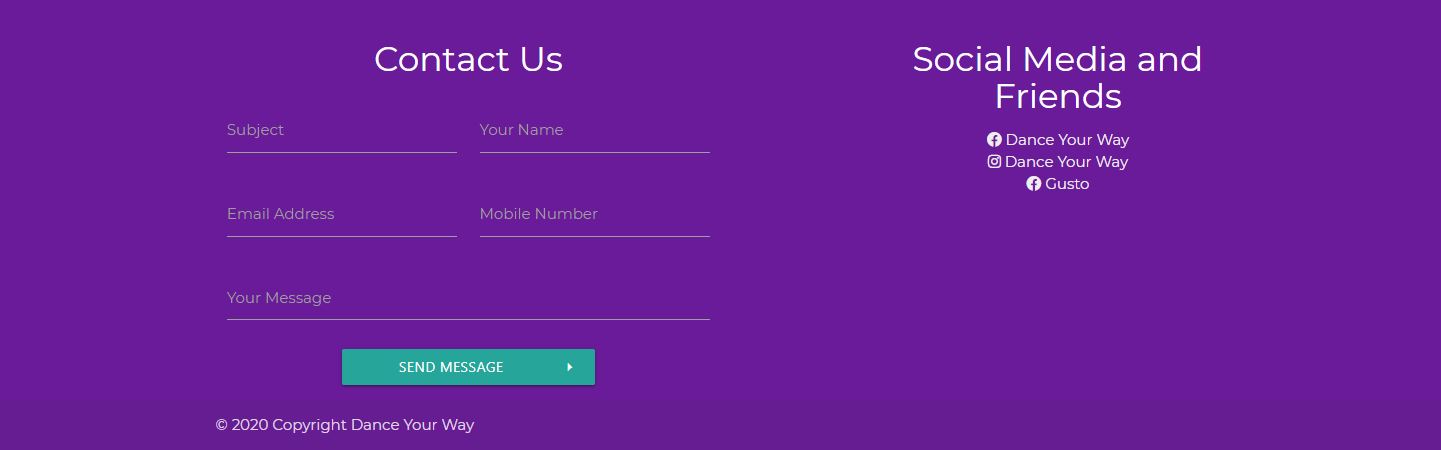 Contact Us
Subject
Your Name
Email Address
Mobile Number
Your Message
SEND MESSAGE
Social Media and
Friends
Dance Your Way
Dance Your Way
Gusto
© 2020 Copyright Dance Your Way